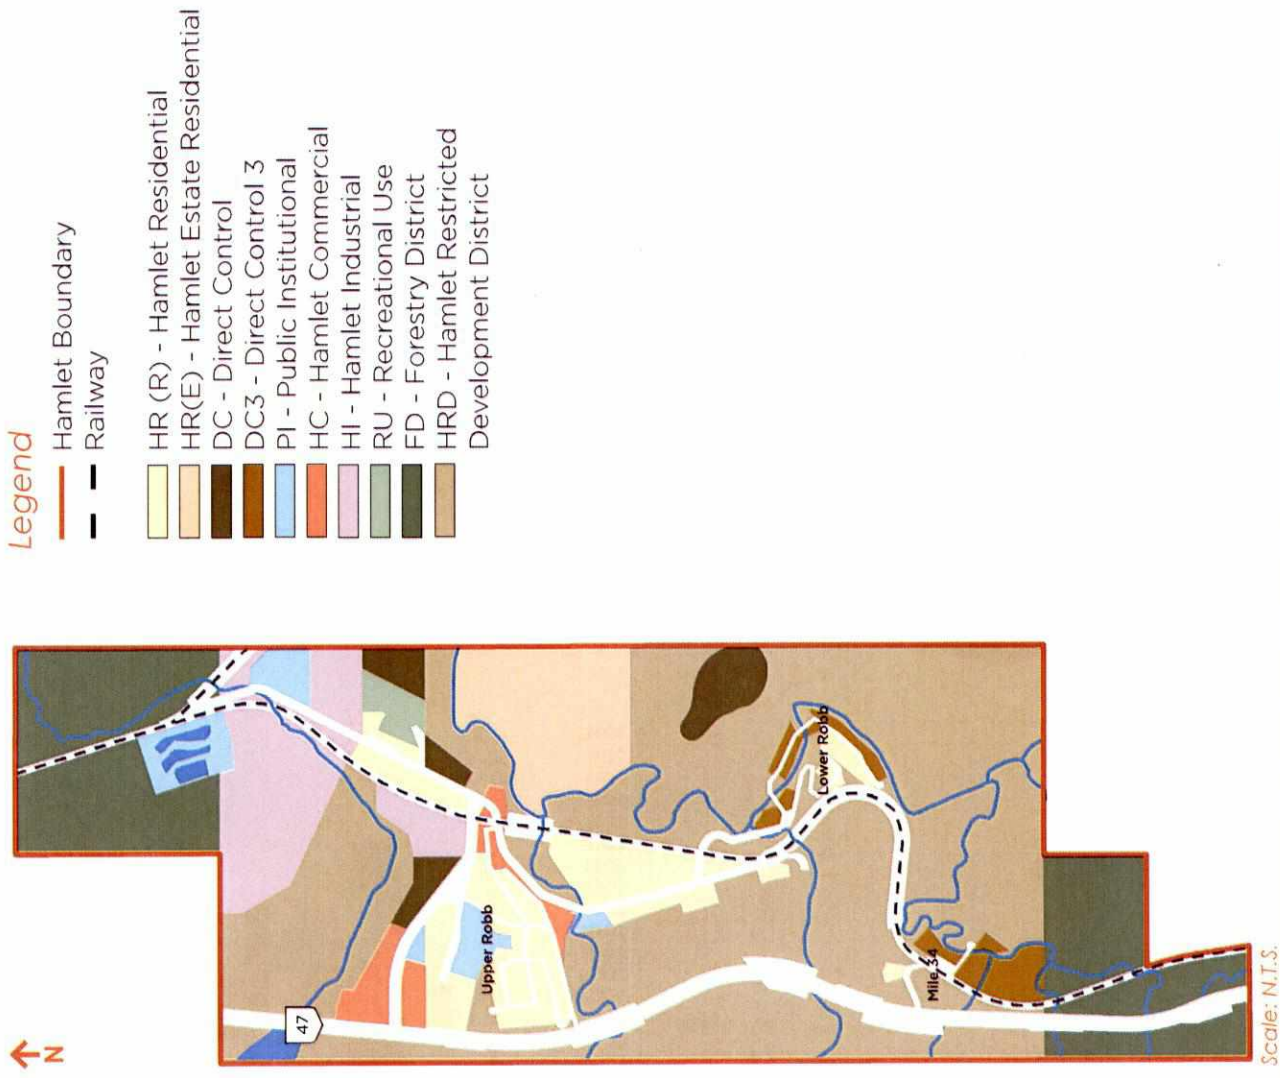 Legend
Hamlet Boundary
Railway
HR (R) - Hamlet Residential
HR(E) - Hamlet Estate Residential
DC - Direct Control
DC3 - Direct Control 3
PI - Public Institutional
HC - Hamlet Commercial
HI - Hamlet Industrial
RU - Recreational Use
FD - Forestry District
HRD - Hamlet Restricted
Development District
N
47
Upper Robb
Lower Robb
Mile 34
Scale: N.T.S.